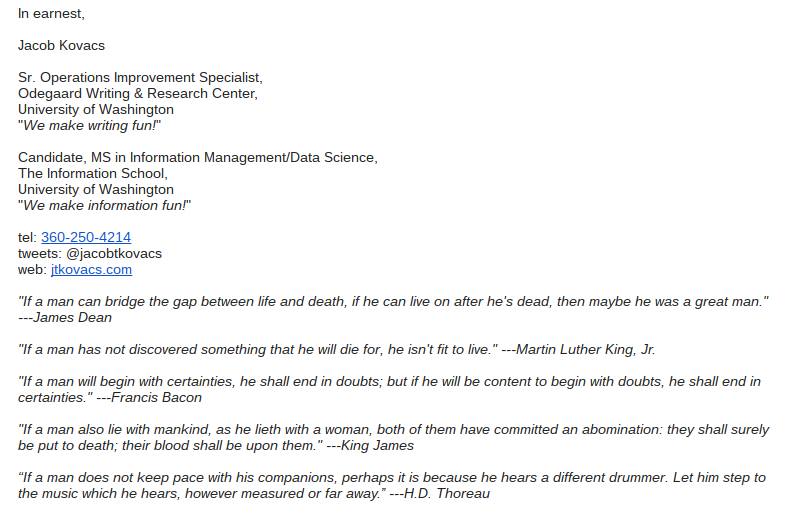 In earnest,
Jacob Kovacs
Sr. Operations Improvement Specialist,
Odegaard Writing & Research Center,
University of Washington
"We make writing fun!"
Candidate, MS in Information Management/Data Science,
The Information School,
University of Washington
"We make information fun!"
tel: 360-250-4214
tweets: @jacobtkovacs
web: jtkovacs.com
"If a man can bridge the gap between life and death, if he can live on after he's dead, then maybe he was a great man."
---James Dean
"If a man has not discovered something that he will die for, he isn't fit to live." ---Martin Luther King, Jr.
"If a man will begin with certainties, he shall end in doubts; but if he will be content to begin with doubts, he shall end in
certainties." ---Francis Bacon
"If a man also lie with mankind, as he lieth with a woman, both of them have committed an abomination: they shall surely
be put to death; their blood shall be upon them." ---King James
“If a man does not keep pace with his companions, perhaps it is because he hears a different drummer. Let him step to
the music which he hears, however measured or far away.” ---H.D. Thoreau